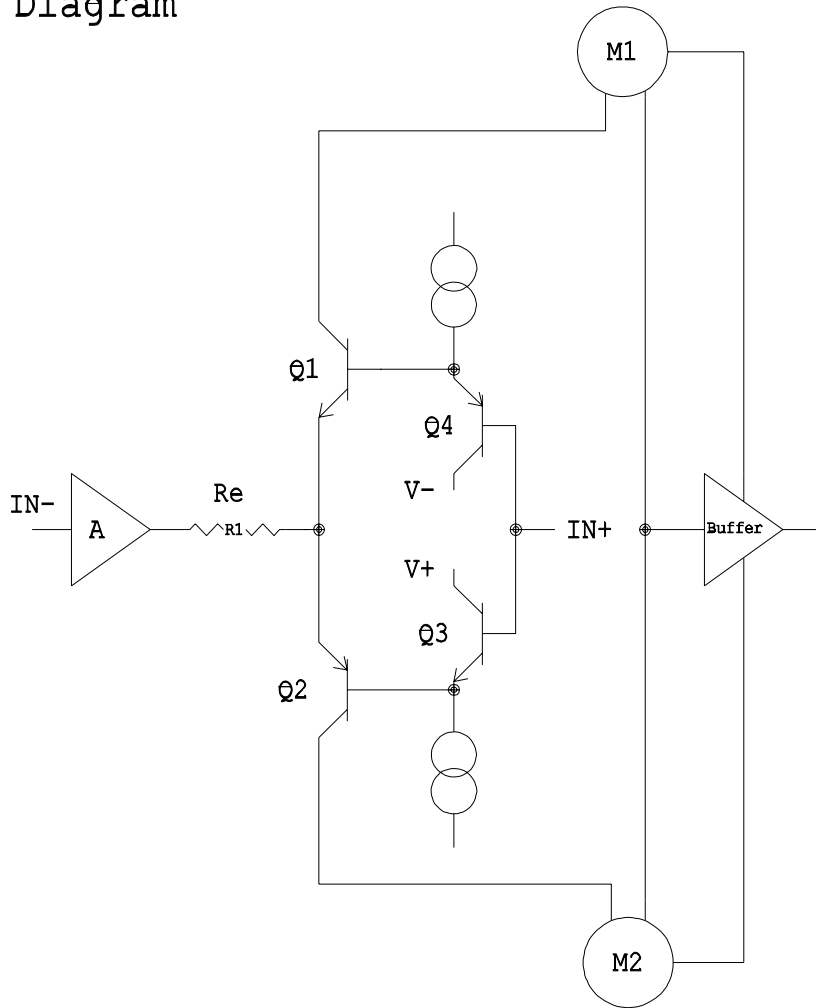 Diagram
M1
Q1
Q4
V-
IN-
A
Re
R1
IN+
Buffer
V+
Q3
Q2
M2